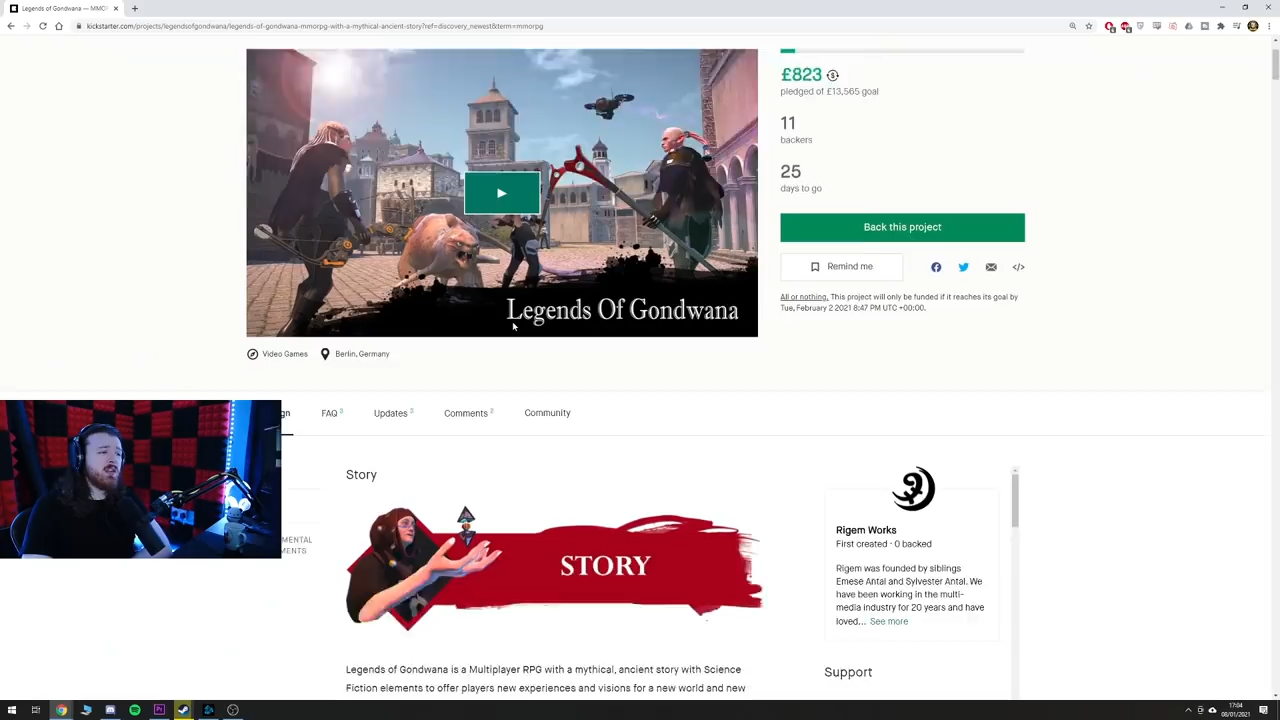 Legends of Gondwana — MMOR
kickstarter.com/projects/legendsofgondwana/legends-of-gondwana-mmorpg-with-a-mythical-ancient-story?ref=discovery_newest&term=mmorpg
£823
pledged of £13,565 goal
11
backers
25
days to go
Back this project
Remind me
All or nothing. This project will only be funded if it reaches its goal by
Tue, February 2 2021 8:47 PM UTC +00:00.
Legends Of Gondwana
Video Games
Berlin, Germany
FAQ 3
Updates 3
Comments 2
Community
Story
STORY
Rigem Works
First created · 0 backed
Rigem was founded by siblings
Emese Antal and Sylvester Antal. We
have been working in the multi-
media industry for 20 years and have
loved... See more
Support
Legends of Gondwana is a Multiplayer RPG with a mythical, ancient story with Science
Fiction elements to offer players new experiences and visions for a new world and new
17:04
08/01/2021